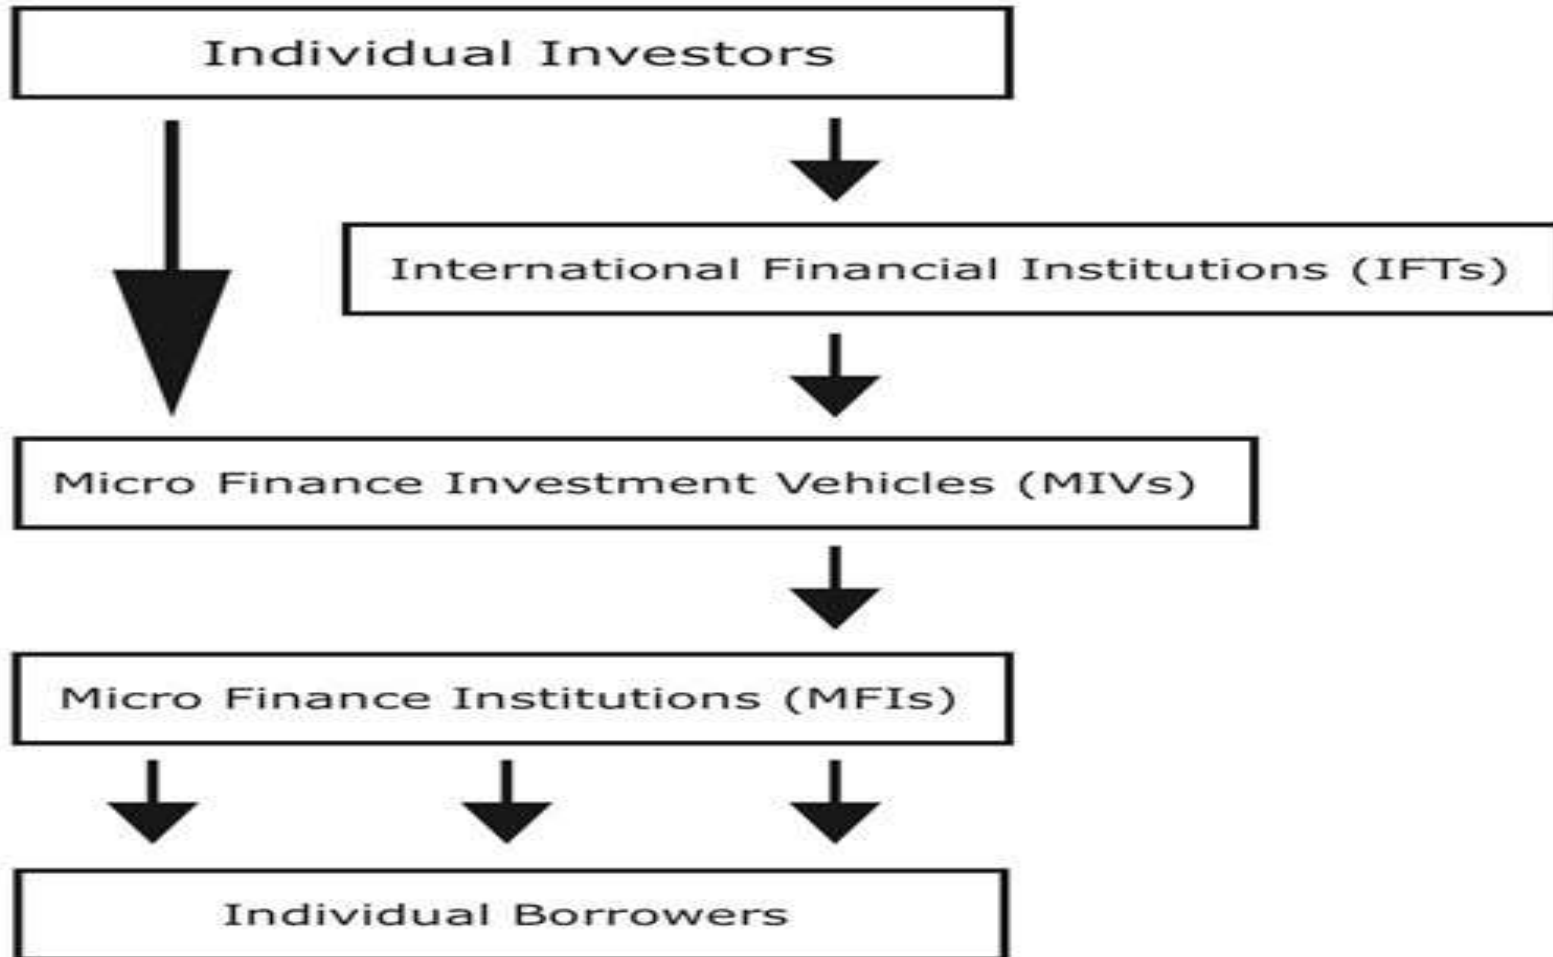 Individual Investors
International Financial Institutions (IFTs)
Micro Finance Investment Vehicles (MIVs)
Micro Finance Institutions (MFIs)
Individual Borrowers